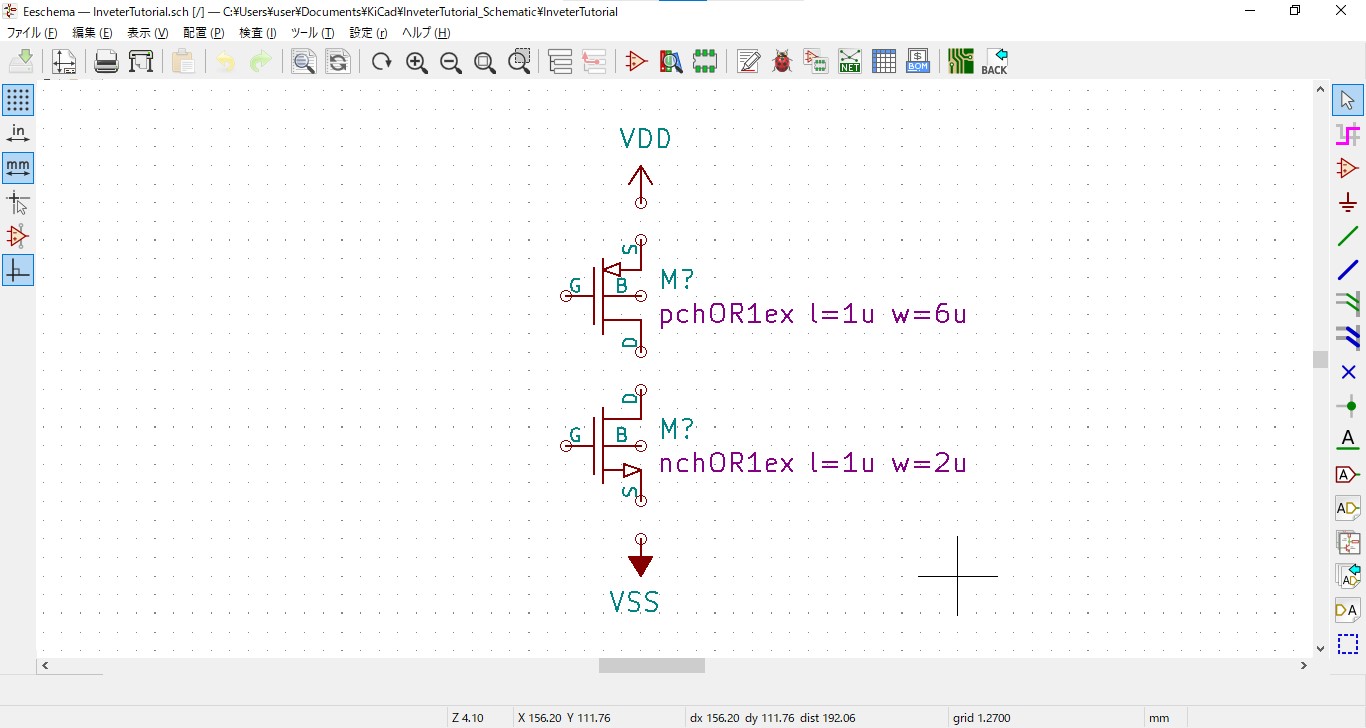 Eeschema — InveterTutorial.sch [/] — C:¥Users¥user¥Documents¥KiCad¥InveterTutorial_Schematic¥InveterTutorial
ファイル (F) 編集 (E) 表示 (V) 配置 (P) 検査 (I) ツール (T) 設定 (r) ヘルプ (H)
NET
$
BOM
BACK
in
mm
VDD
S
G
B
M?
pchOR1ex l=1u w=6u
D
D
G
B
M?
nchOR1ex l=1u w=2u
S
VSS
A
A
AD
AD
DA
Z 4.10 X 156.20 Y 111.76 dx 156.20 dy 111.76 dist 192.06 grid 1.2700 mm